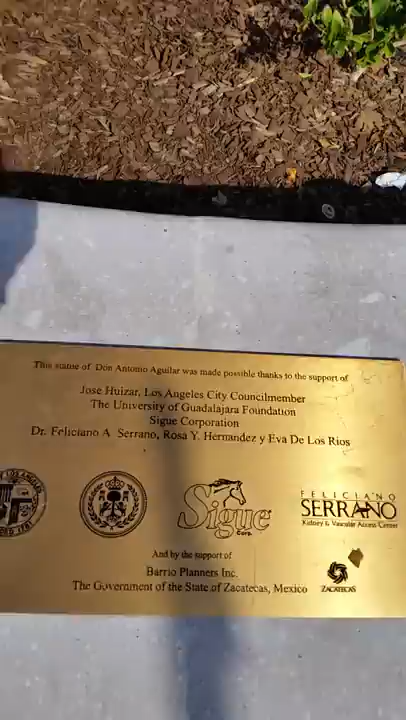 This statue of Don Antonio Aguilar was made possible thanks to the support of
Jose Huizar, Los Angeles City Councilmember
The University of Guadalajara Foundation
Sigue Corporation
Dr. Feliciano A Serrano, Rosa Y. Hernandez y Eva De Los Rios
Sigue
Corp.
FELICIANO
SERRANO
Kidney & Vascular Access Center
And by the support of
Barrio Planners Inc.
The Government of the State of Zacatecas, Mexico
ZACATECAS